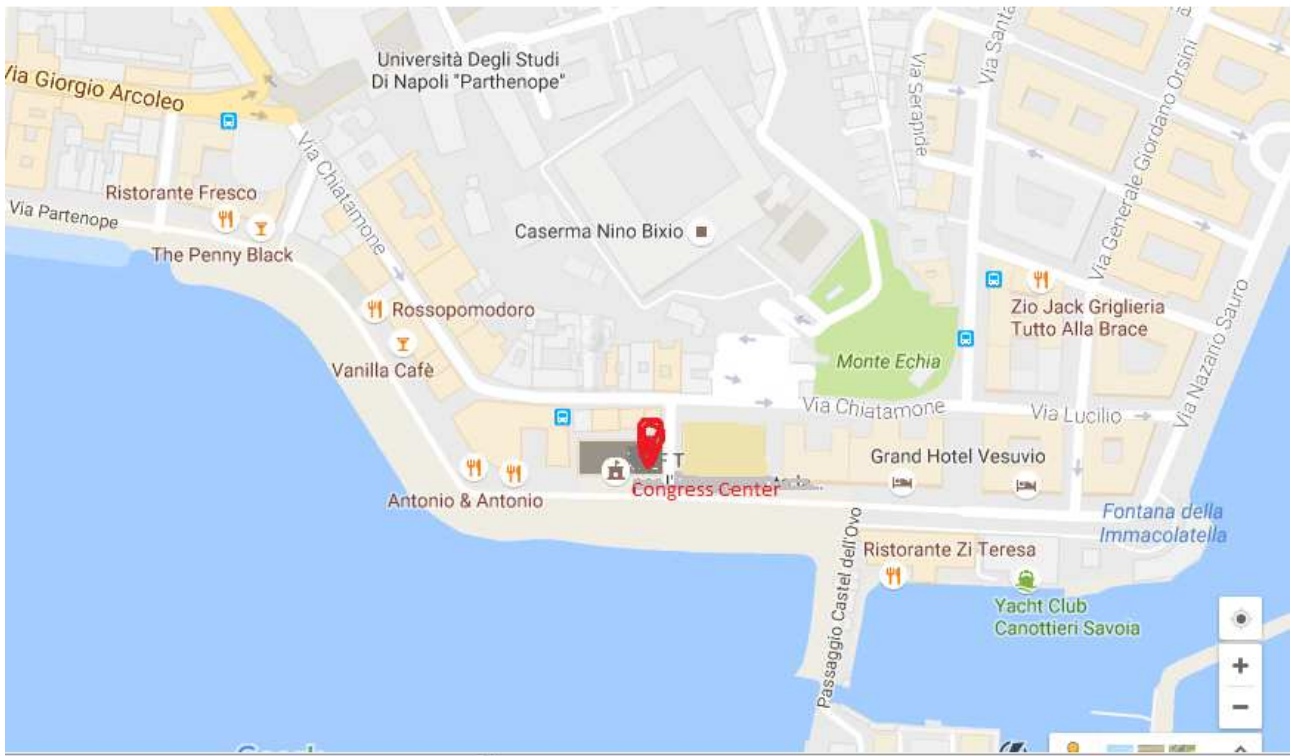 Università Degli Studi
Di Napoli "Parthenope"
Via Giorgio Arcoleo
Via Chiatamone
Via Serapide
Via Santa
Via Generale Giordano Orsini
Ristorante Fresco
Via Partenope
The Penny Black
Caserma Nino Bixio
Rossopomodoro
Vanilla Cafè
Zio Jack Griglieria
Tutto Alla Brace
Via Nazario Sauro
Monte Echia
Via Chiatamone
Via Lucilio
Grand Hotel Vesuvio
F T
Congress Center
Antonio & Antonio
Fontana della
Immacolatella
Passaggio Castel dell'Ovo
Ristorante Zi Teresa
Yacht Club
Canottieri Savoia